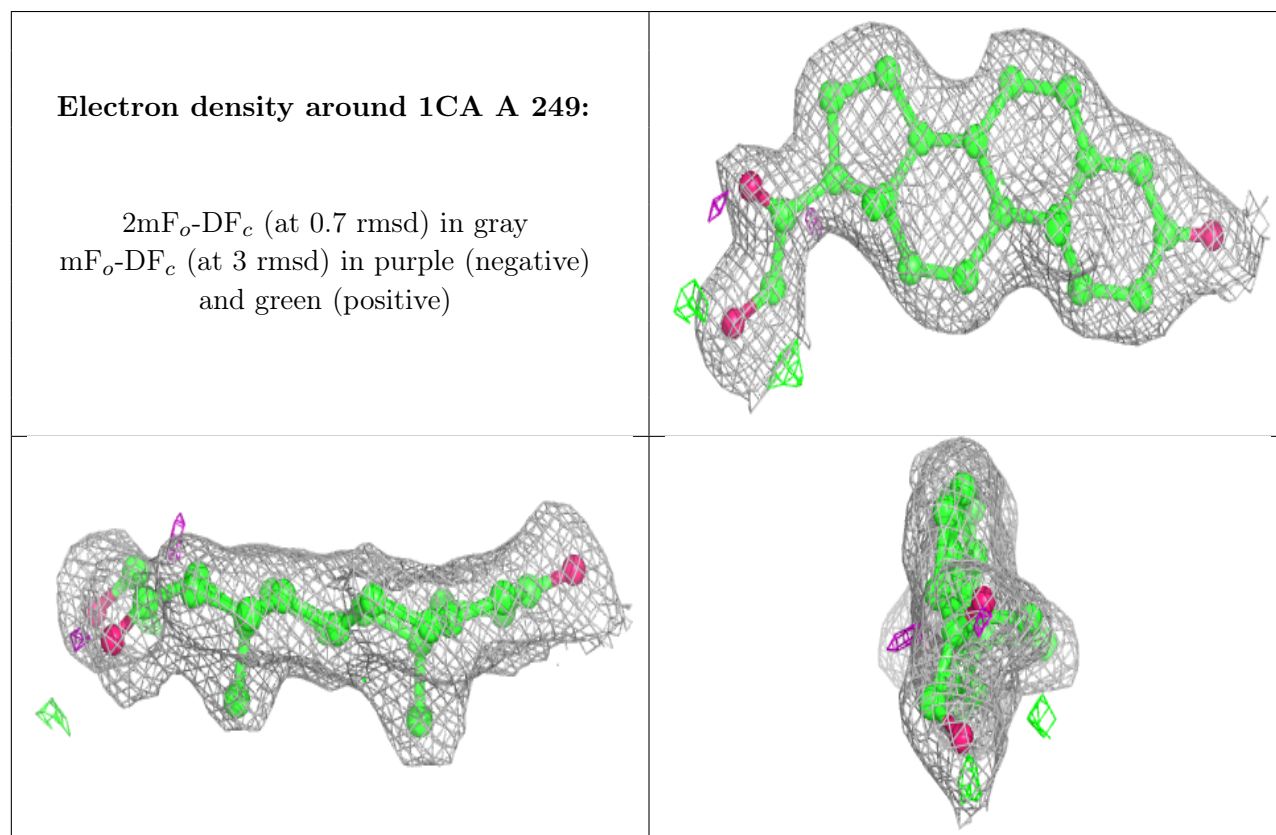 Electron density around 1CA A 249:
2mFo-DFc (at 0.7 rmsd) in gray
mFo-DFc (at 3 rmsd) in purple (negative)
and green (positive)